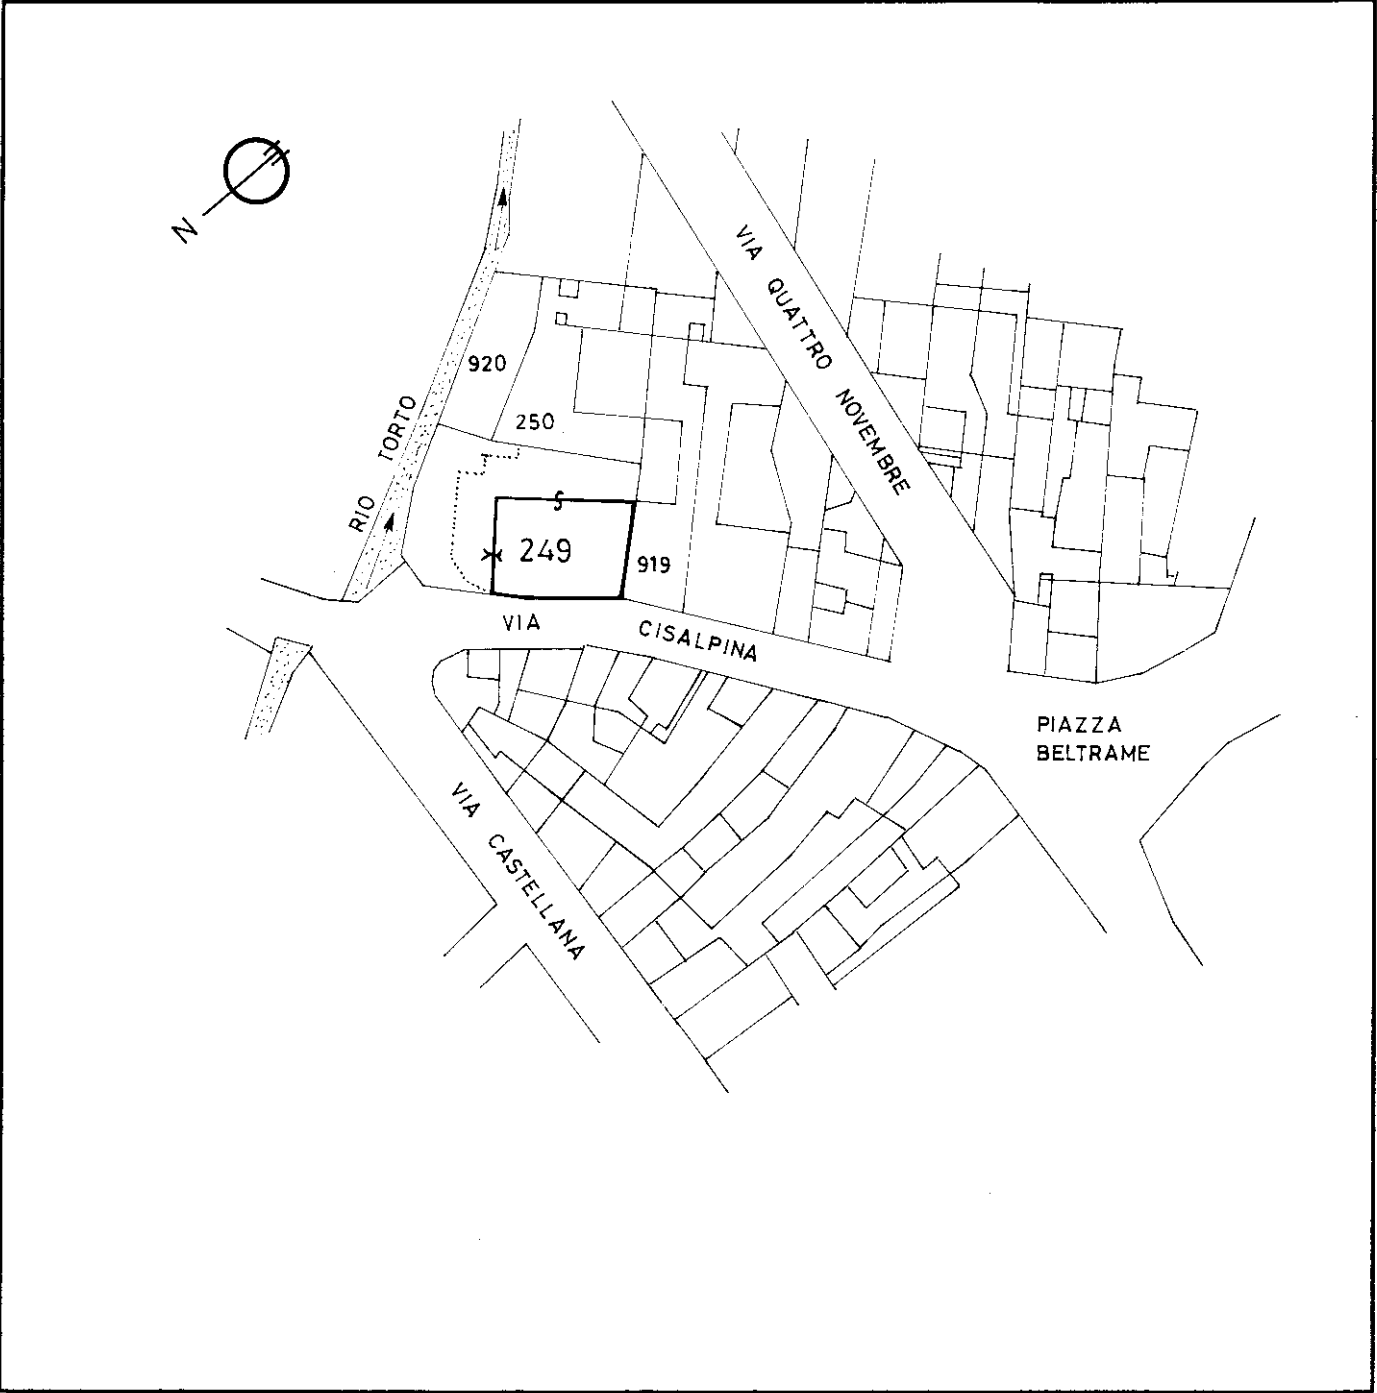 N
VIA QUATTRO NOVEMBRE
920
250
RIO TORTO
249
919
VIA CISALPINA
PIAZZA
BELTRAME
VIA CASTELLANA